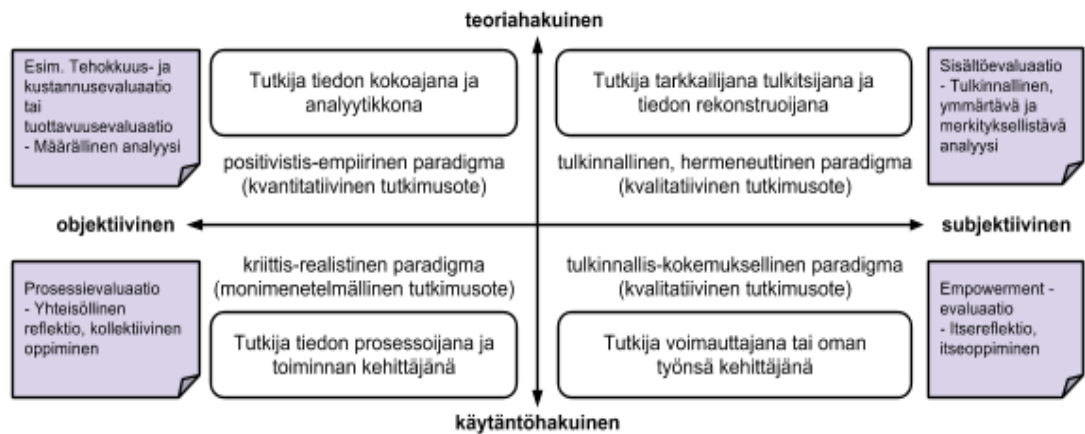 teoriahakuinen
Esim. Tehokkuus- ja
kustannusevaluaatio
tai
tuottavuusevaluaatio
- Määrällinen analyysi
Tutkija tiedon kokoajana ja
analyytikkona
positivistis-empiirinen paradigma
(kvantitatiivinen tutkimusote)
Tutkija tarkkailijana tulkitsijana ja
tiedon rekonstruoijana
tulkinnallinen, hermeneuttinen paradigma
(kvalitatiivinen tutkimusote)
Sisältöevaluaatio
- Tulkinnallinen,
ymmärtävä ja
merkityksellistävä
analyysi
objektiivinen
subjektiivinen
Prosessievaluaatio
- Yhteisöllinen
reflektio, kollektiivinen
oppiminen
kriittis-realistinen paradigma
(monimenetelmällinen tutkimusote)
Tutkija tiedon prosessoijana ja
toiminnan kehittäjänä
tulkinnallis-kokemuksellinen paradigma
(kvalitatiivinen tutkimusote)
Tutkija voimauttajana tai oman
työnsä kehittäjänä
Empowerment -
evaluaatio
- Itsereflektio,
itseoppiminen
käytäntöhakuinen